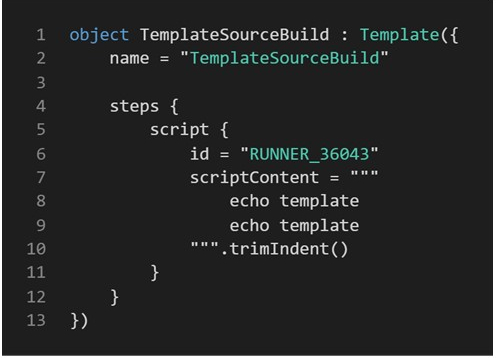 1 object TemplateSourceBuild : Template({
2     name = "TemplateSourceBuild"
3
4     steps {
5         script {
6             id = "RUNNER_36043"
7             scriptContent = """
8                 echo template
9                 echo template
10             """.trimIndent()
11         }
12     }
13 })